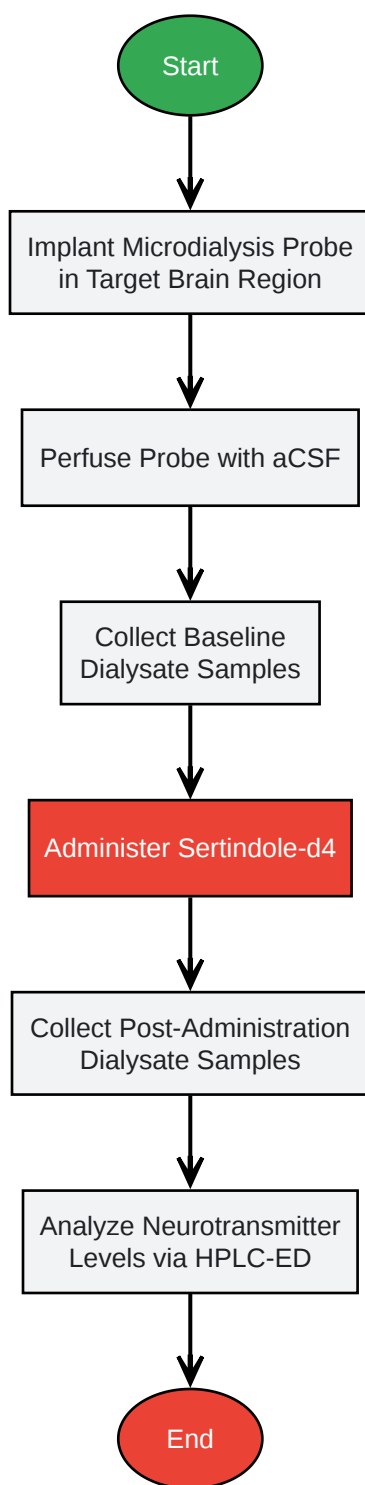 Start
Implant Microdialysis Probe
in Target Brain Region
Perfuse Probe with aCSF
Collect Baseline
Dialysate Samples
Administer Sertindole-d4
Collect Post-Administration
Dialysate Samples
Analyze Neurotransmitter
Levels via HPLC-ED
End